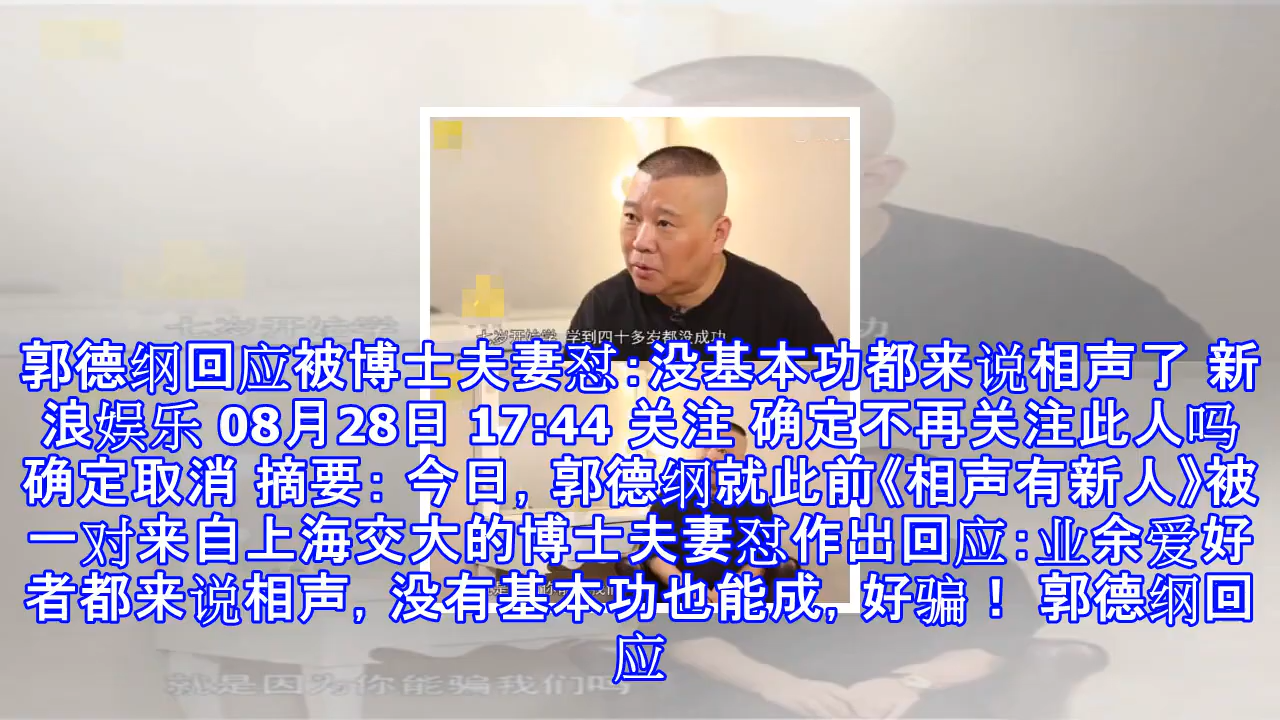 七岁开始学 学到四十多岁都没成功
郭德纲回应被博士夫妻怼:没基本功都来说相声了 新
浪娱乐 08月28日 17:44 关注 确定不再关注此人吗
确定取消 摘要：今日, 郭德纲就此前《相声有新人》被
一对来自上海交大的博士夫妻怼作出回应:业余爱好
者都来说相声, 没有基本功也能成, 好骗！ 郭德纲回
应
就是因为你能骗我们吗